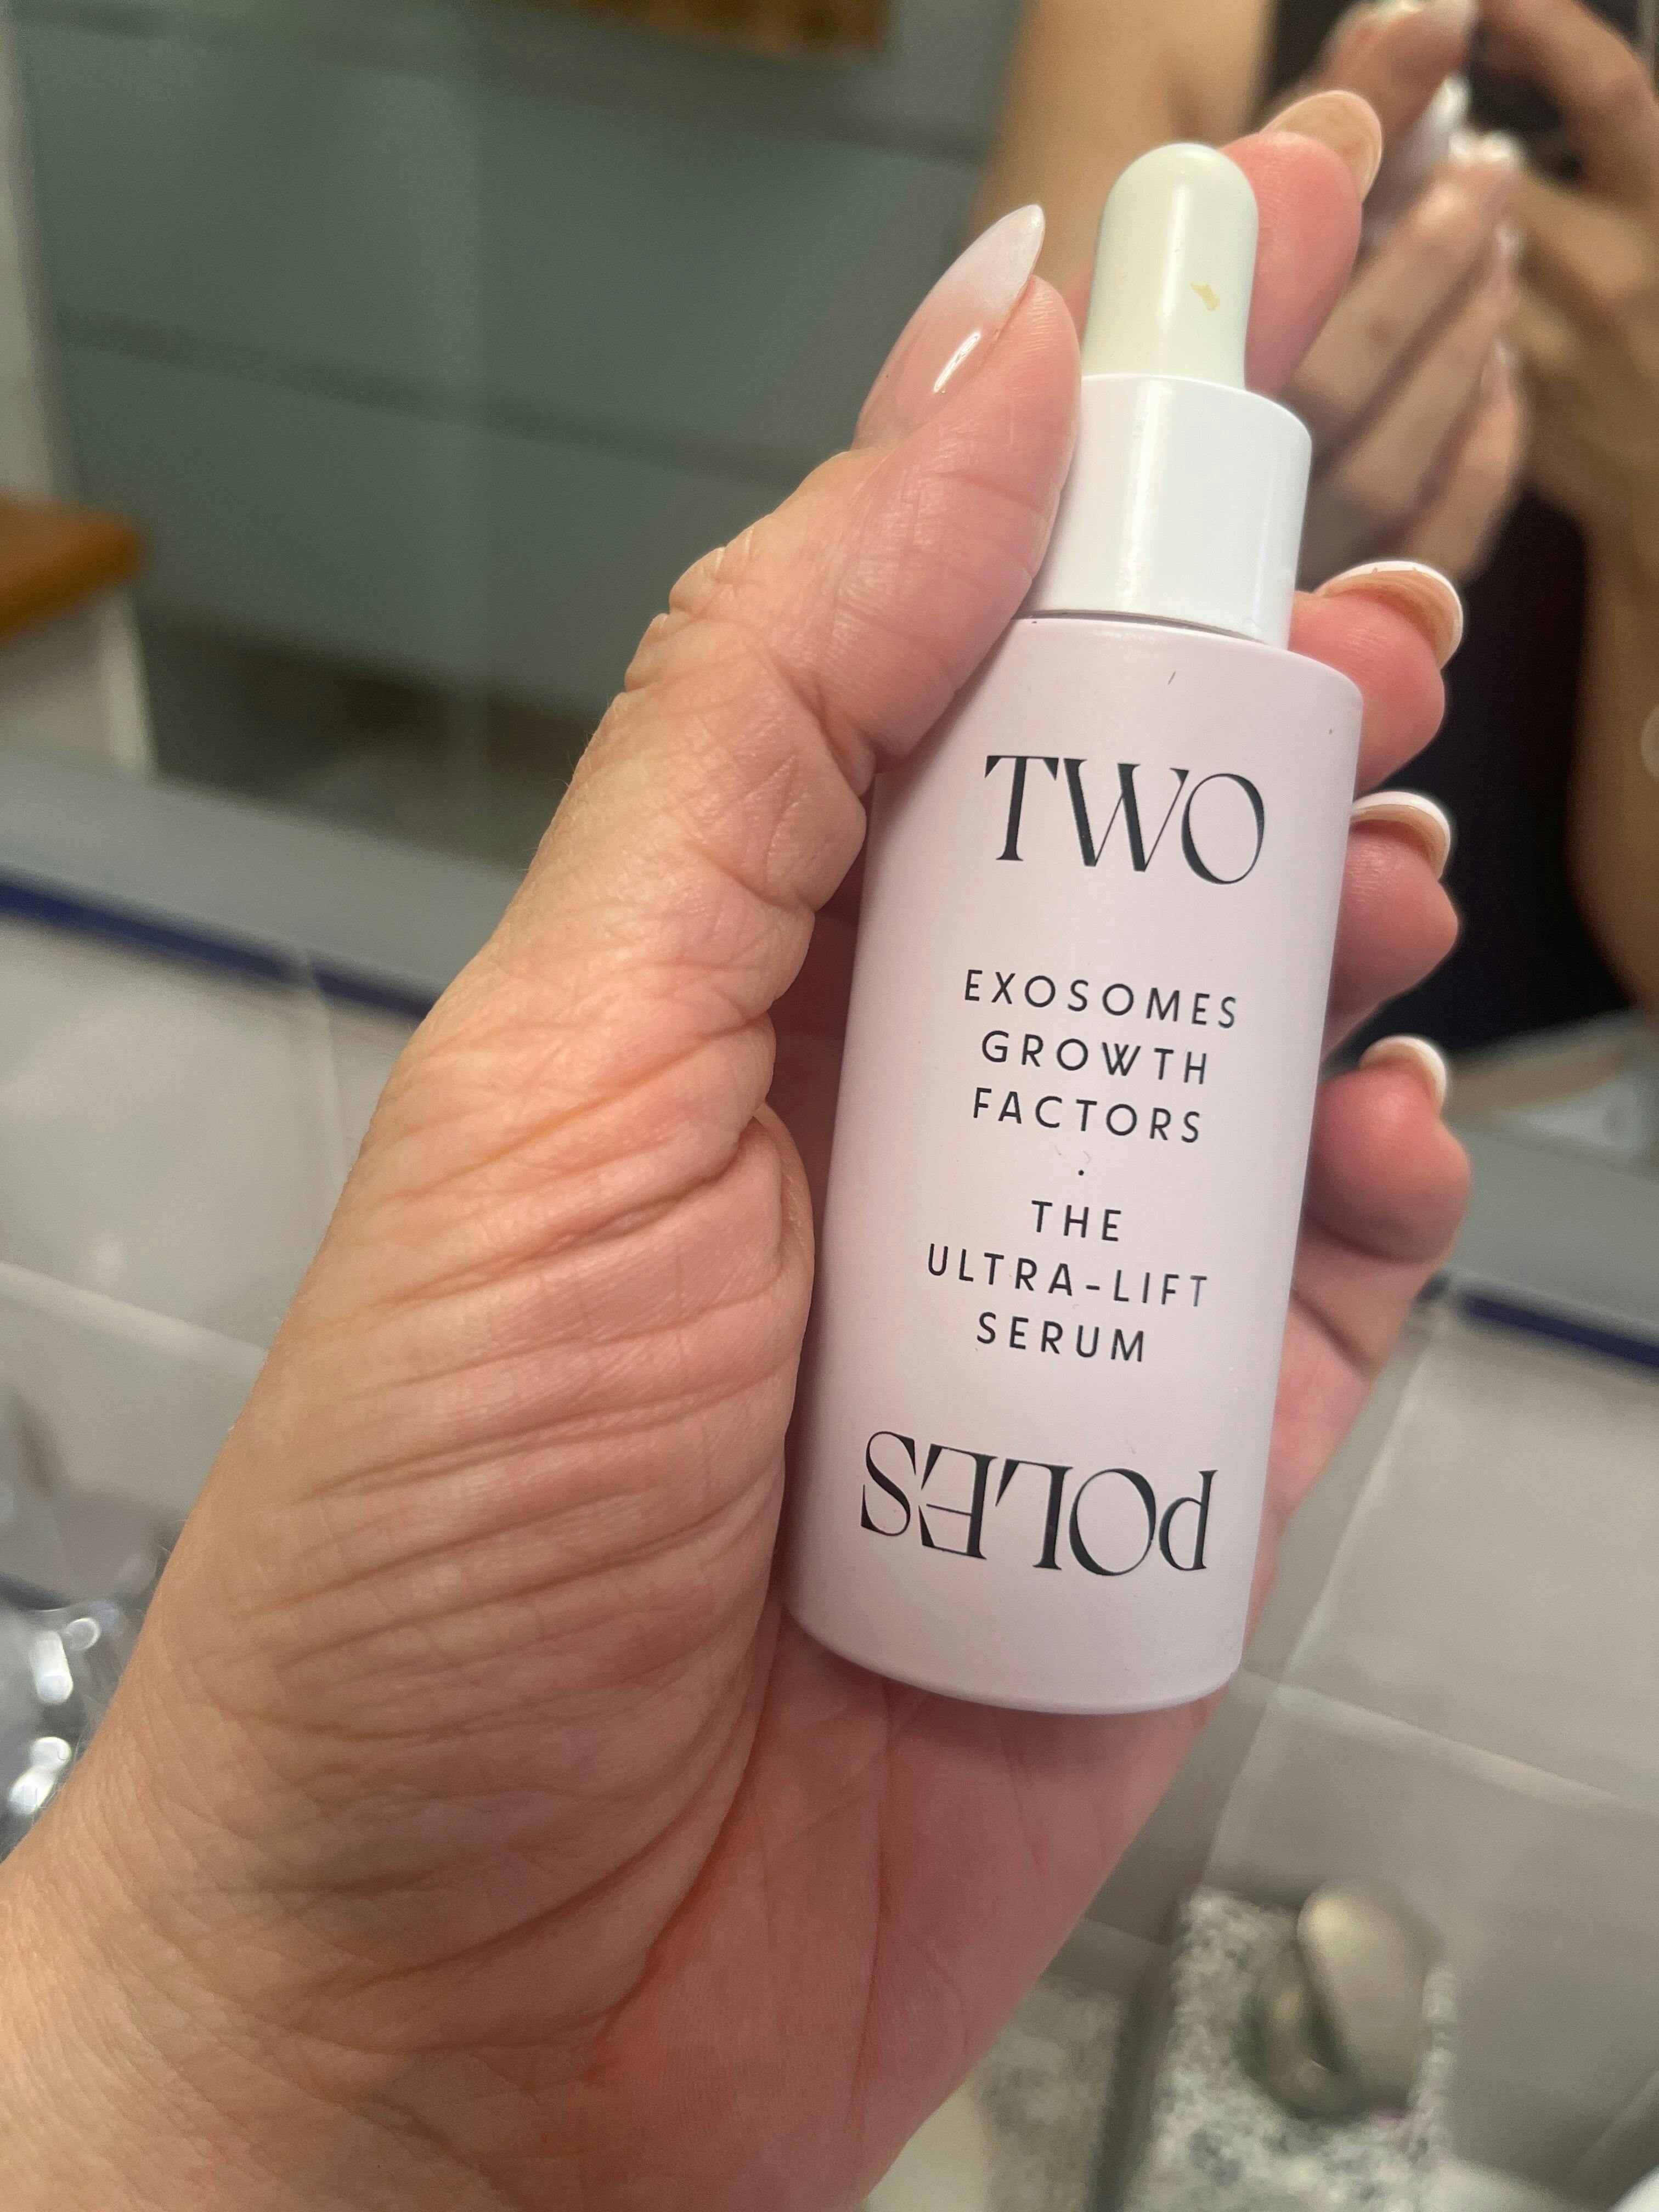 TWO
EXOSOMES
GROWTH
FACTORS
.
THE
ULTRA-LIFT
SERUM
POLES